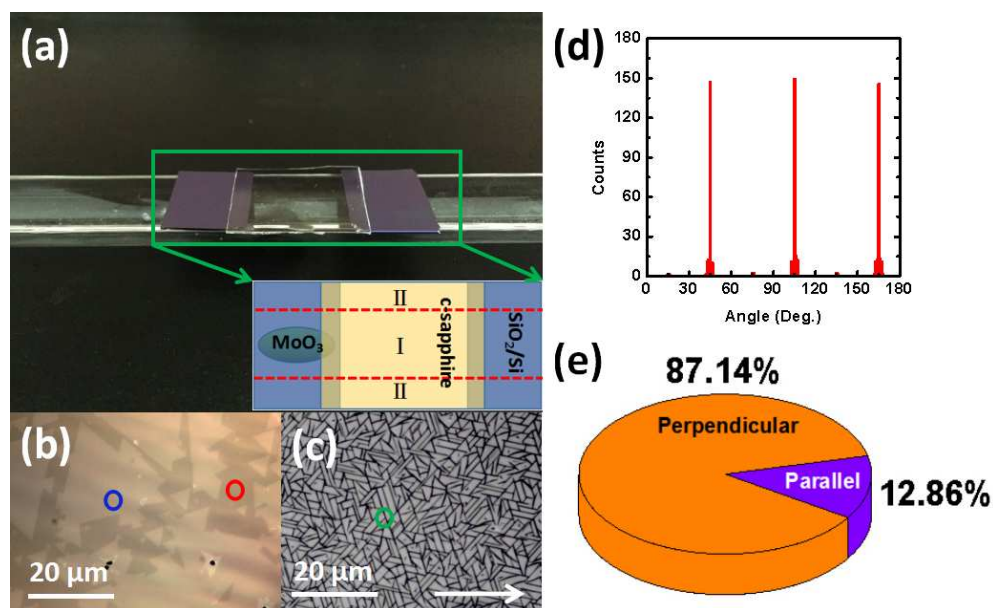 (a)
II
MoO₃
I
c-sapphire
SiO₂/Si
II
(b)
20 μm
(c)
20 μm
(d)
180
150
120
90
60
30
0
Counts
0 30 60 90 120 150 180
Angle (Deg.)
(e)
87.14%
Perpendicular
Parallel
12.86%